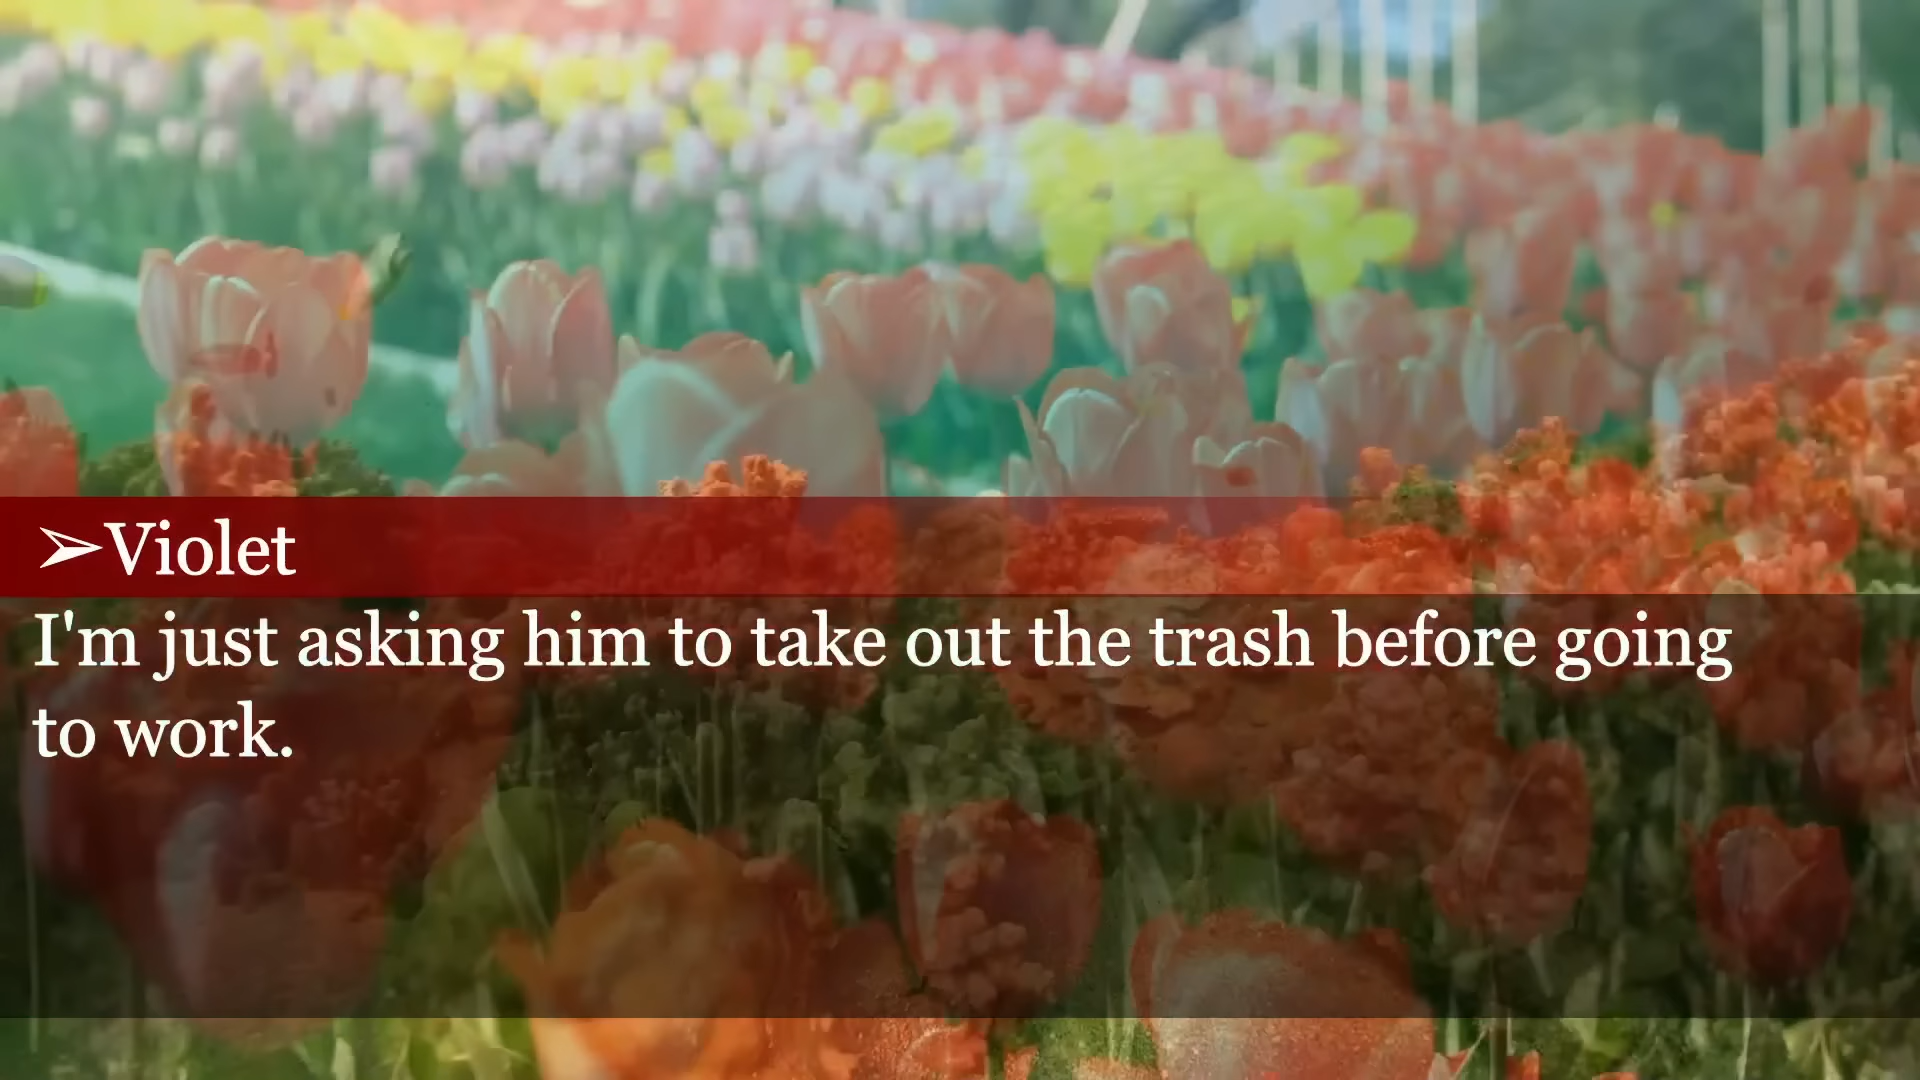 ➢Violet
I'm just asking him to take out the trash before going
to work.